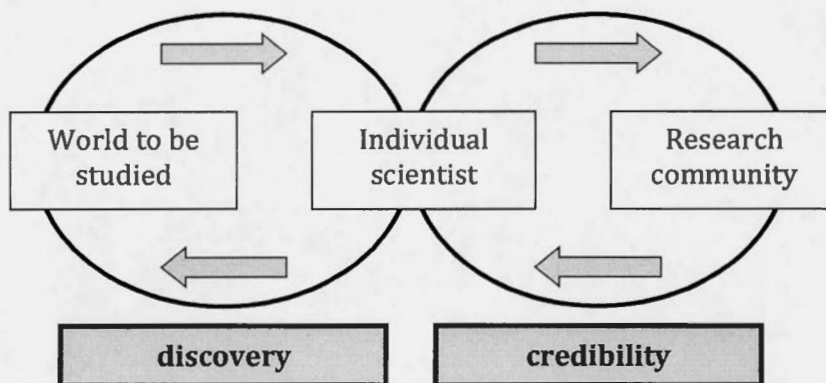 World to be
studied
Individual
scientist
Research
community
discovery
credibility